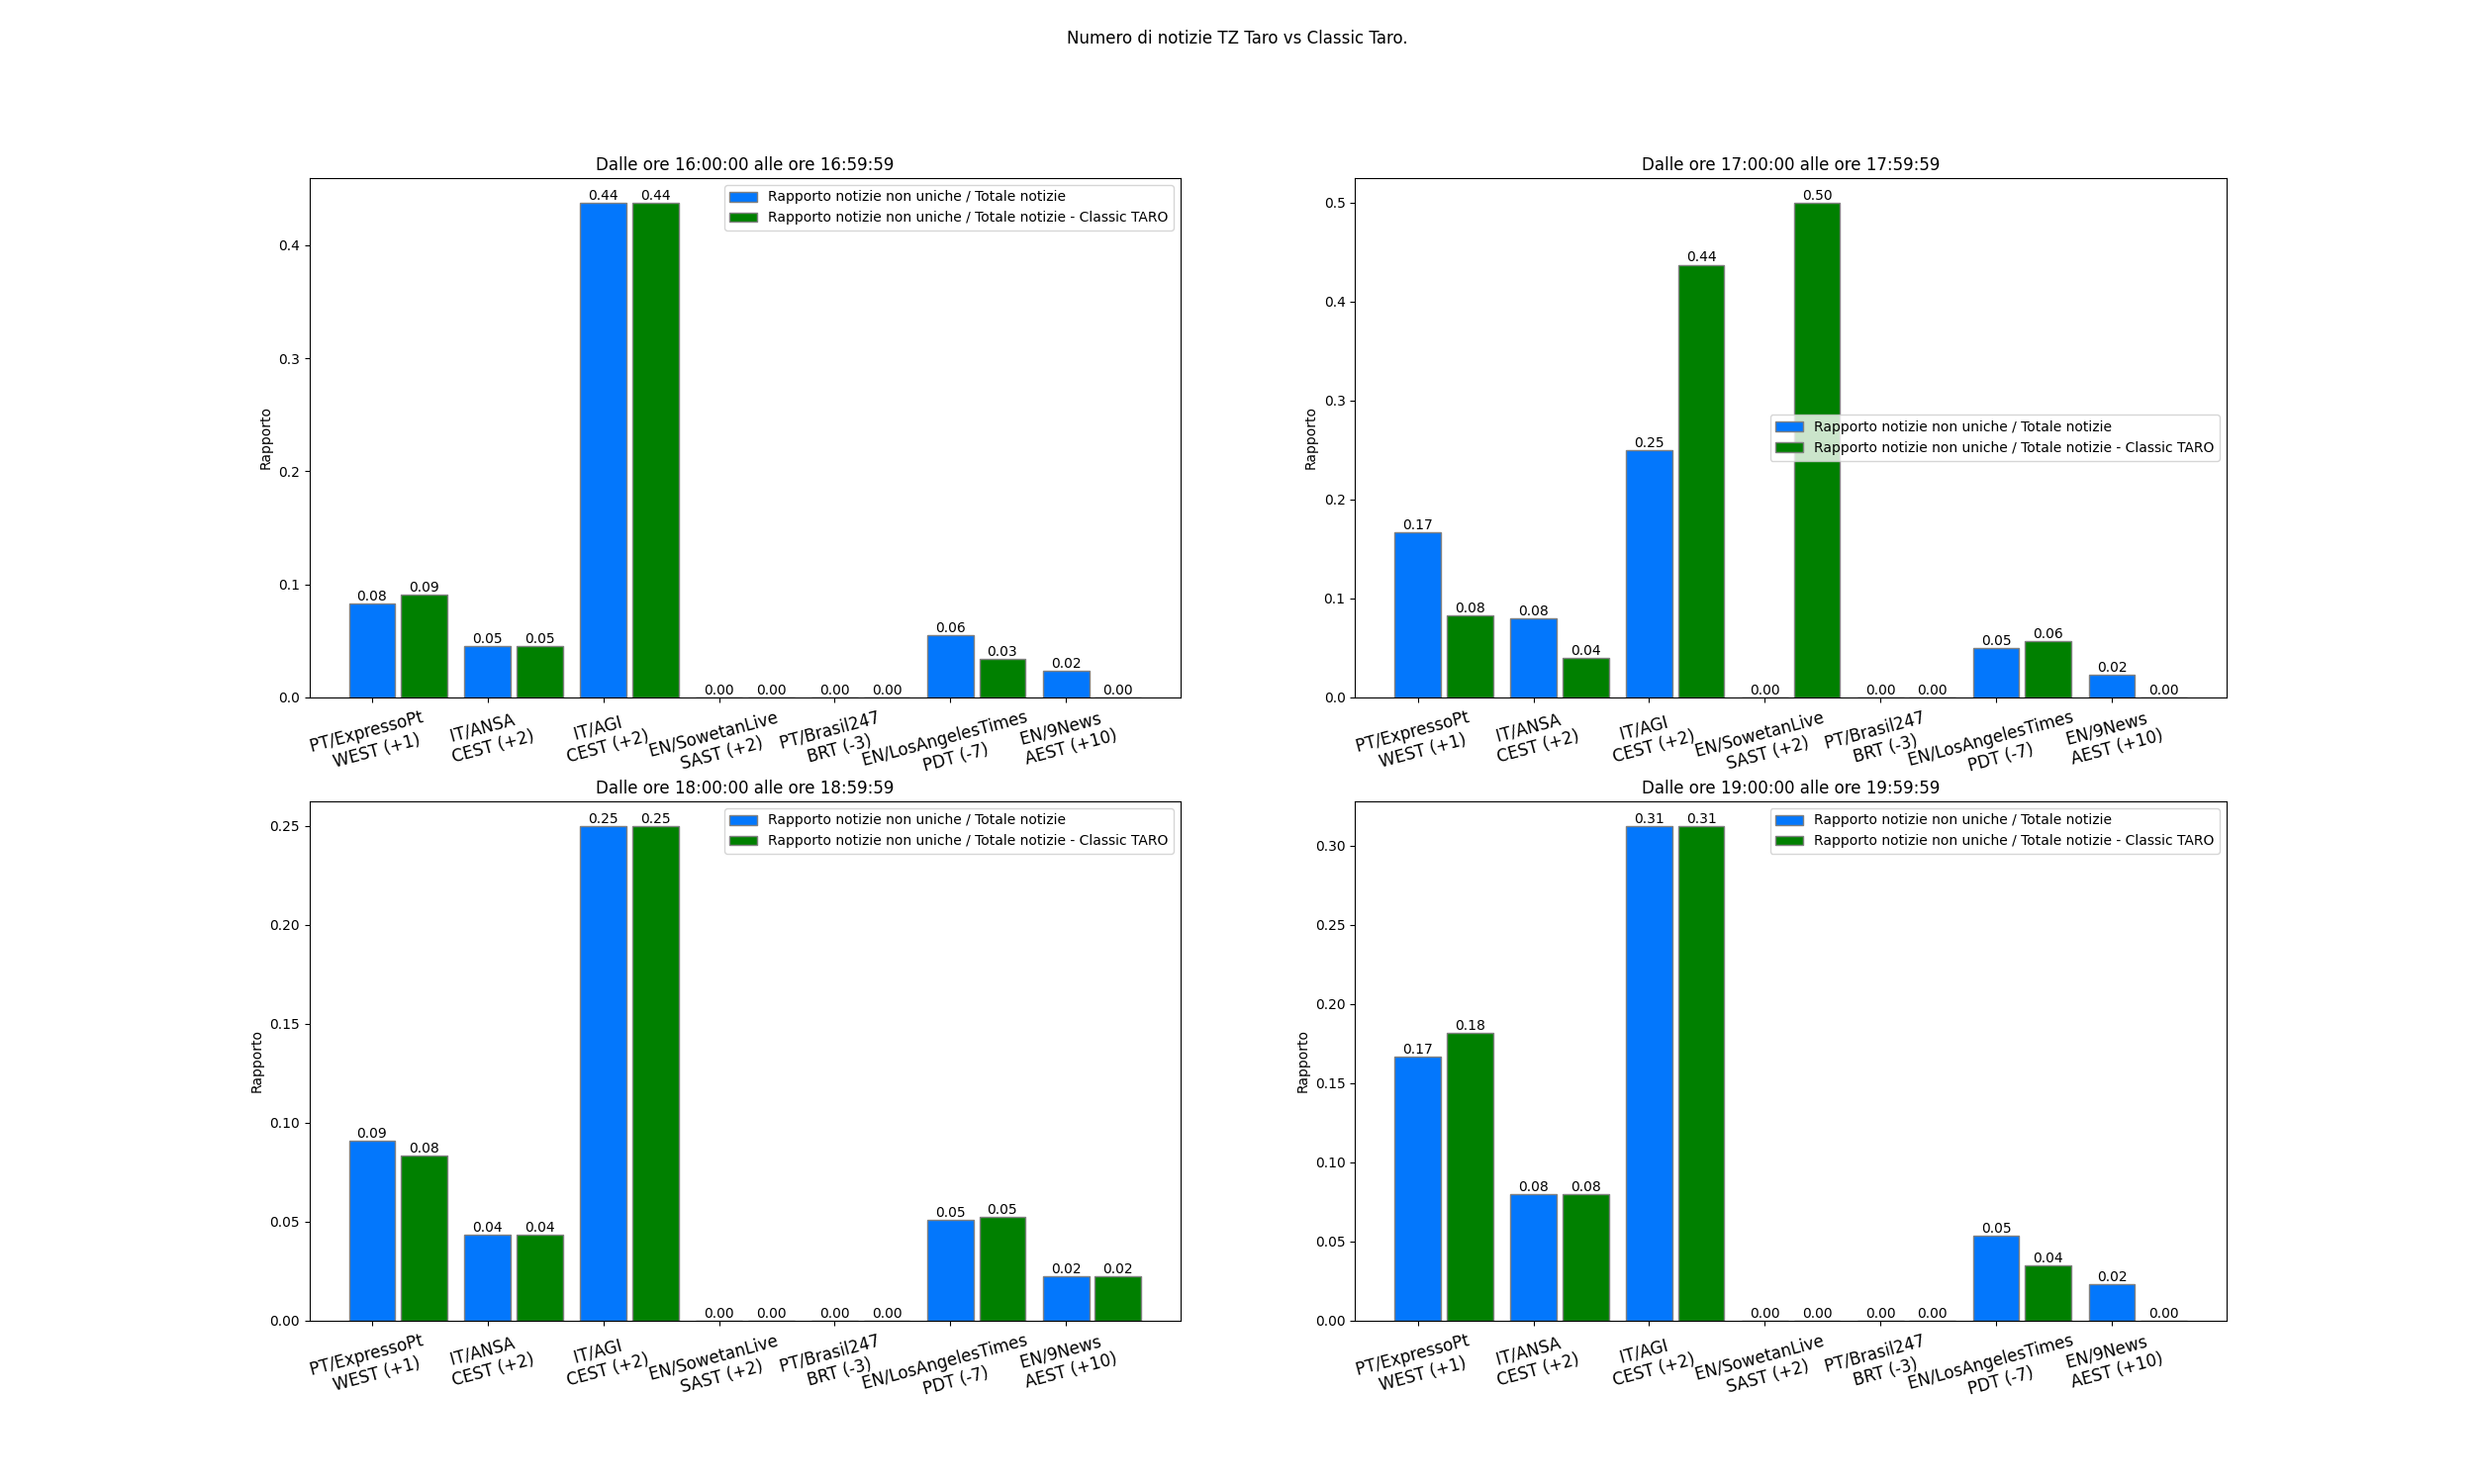 Numero di notizie TZ Taro vs Classic Taro.
Dalle ore 16:00:00 alle ore 16:59:59
Rapporto notizie non uniche / Totale notizie
Rapporto notizie non uniche / Totale notizie - Classic TARO
Rapporto
0.4
0.3
0.2
0.1
0.0
0.08 0.09 0.05 0.05 0.44 0.44 0.00 0.00 0.00 0.00 0.06 0.03 0.02 0.00
PT/ExpressoPt
WEST (+1)
IT/ANSA
CEST (+2)
IT/AGI
CEST (+2)
EN/SowetanLive
SAST (+2)
PT/Brasil247
BRT (-3)
EN/LosAngelesTimes
PDT (-7)
EN/9News
AEST (+10)
Dalle ore 17:00:00 alle ore 17:59:59
Rapporto notizie non uniche / Totale notizie
Rapporto notizie non uniche / Totale notizie - Classic TARO
Rapporto
0.5
0.4
0.3
0.2
0.1
0.0
0.17 0.08 0.08 0.04 0.25 0.44 0.00 0.50 0.00 0.00 0.05 0.06 0.02 0.00
PT/ExpressoPt
WEST (+1)
IT/ANSA
CEST (+2)
IT/AGI
CEST (+2)
EN/SowetanLive
SAST (+2)
PT/Brasil247
BRT (-3)
EN/LosAngelesTimes
PDT (-7)
EN/9News
AEST (+10)
Dalle ore 18:00:00 alle ore 18:59:59
Rapporto notizie non uniche / Totale notizie
Rapporto notizie non uniche / Totale notizie - Classic TARO
Rapporto
0.25
0.20
0.15
0.10
0.05
0.00
0.09 0.08 0.04 0.04 0.25 0.25 0.00 0.00 0.00 0.00 0.05 0.05 0.02 0.02
PT/ExpressoPt
WEST (+1)
IT/ANSA
CEST (+2)
IT/AGI
CEST (+2)
EN/SowetanLive
SAST (+2)
PT/Brasil247
BRT (-3)
EN/LosAngelesTimes
PDT (-7)
EN/9News
AEST (+10)
Dalle ore 19:00:00 alle ore 19:59:59
Rapporto notizie non uniche / Totale notizie
Rapporto notizie non uniche / Totale notizie - Classic TARO
Rapporto
0.30
0.25
0.20
0.15
0.10
0.05
0.00
0.17 0.18 0.08 0.08 0.31 0.31 0.00 0.00 0.00 0.00 0.05 0.04 0.02 0.00
PT/ExpressoPt
WEST (+1)
IT/ANSA
CEST (+2)
IT/AGI
CEST (+2)
EN/SowetanLive
SAST (+2)
PT/Brasil247
BRT (-3)
EN/LosAngelesTimes
PDT (-7)
EN/9News
AEST (+10)